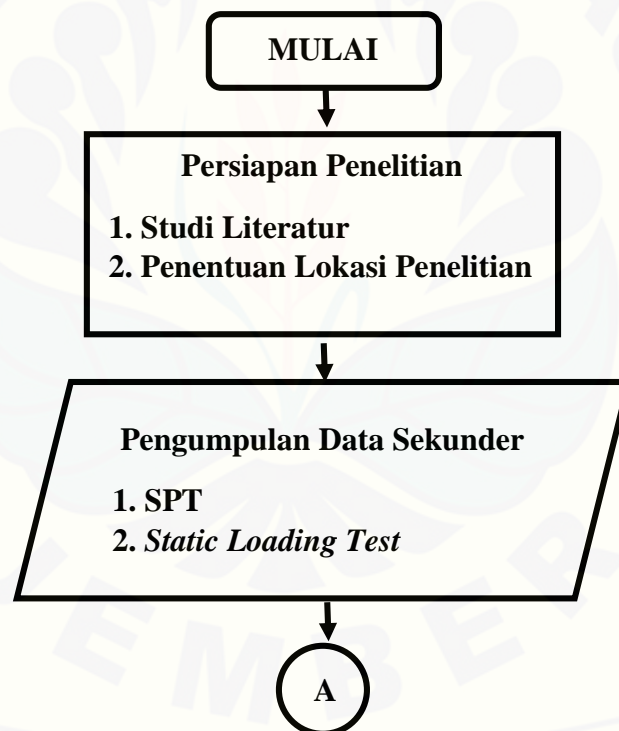 MULAI
Persiapan Penelitian
1. Studi Literatur
2. Penentuan Lokasi Penelitian
Pengumpulan Data Sekunder
1. SPT
2. Static Loading Test
A